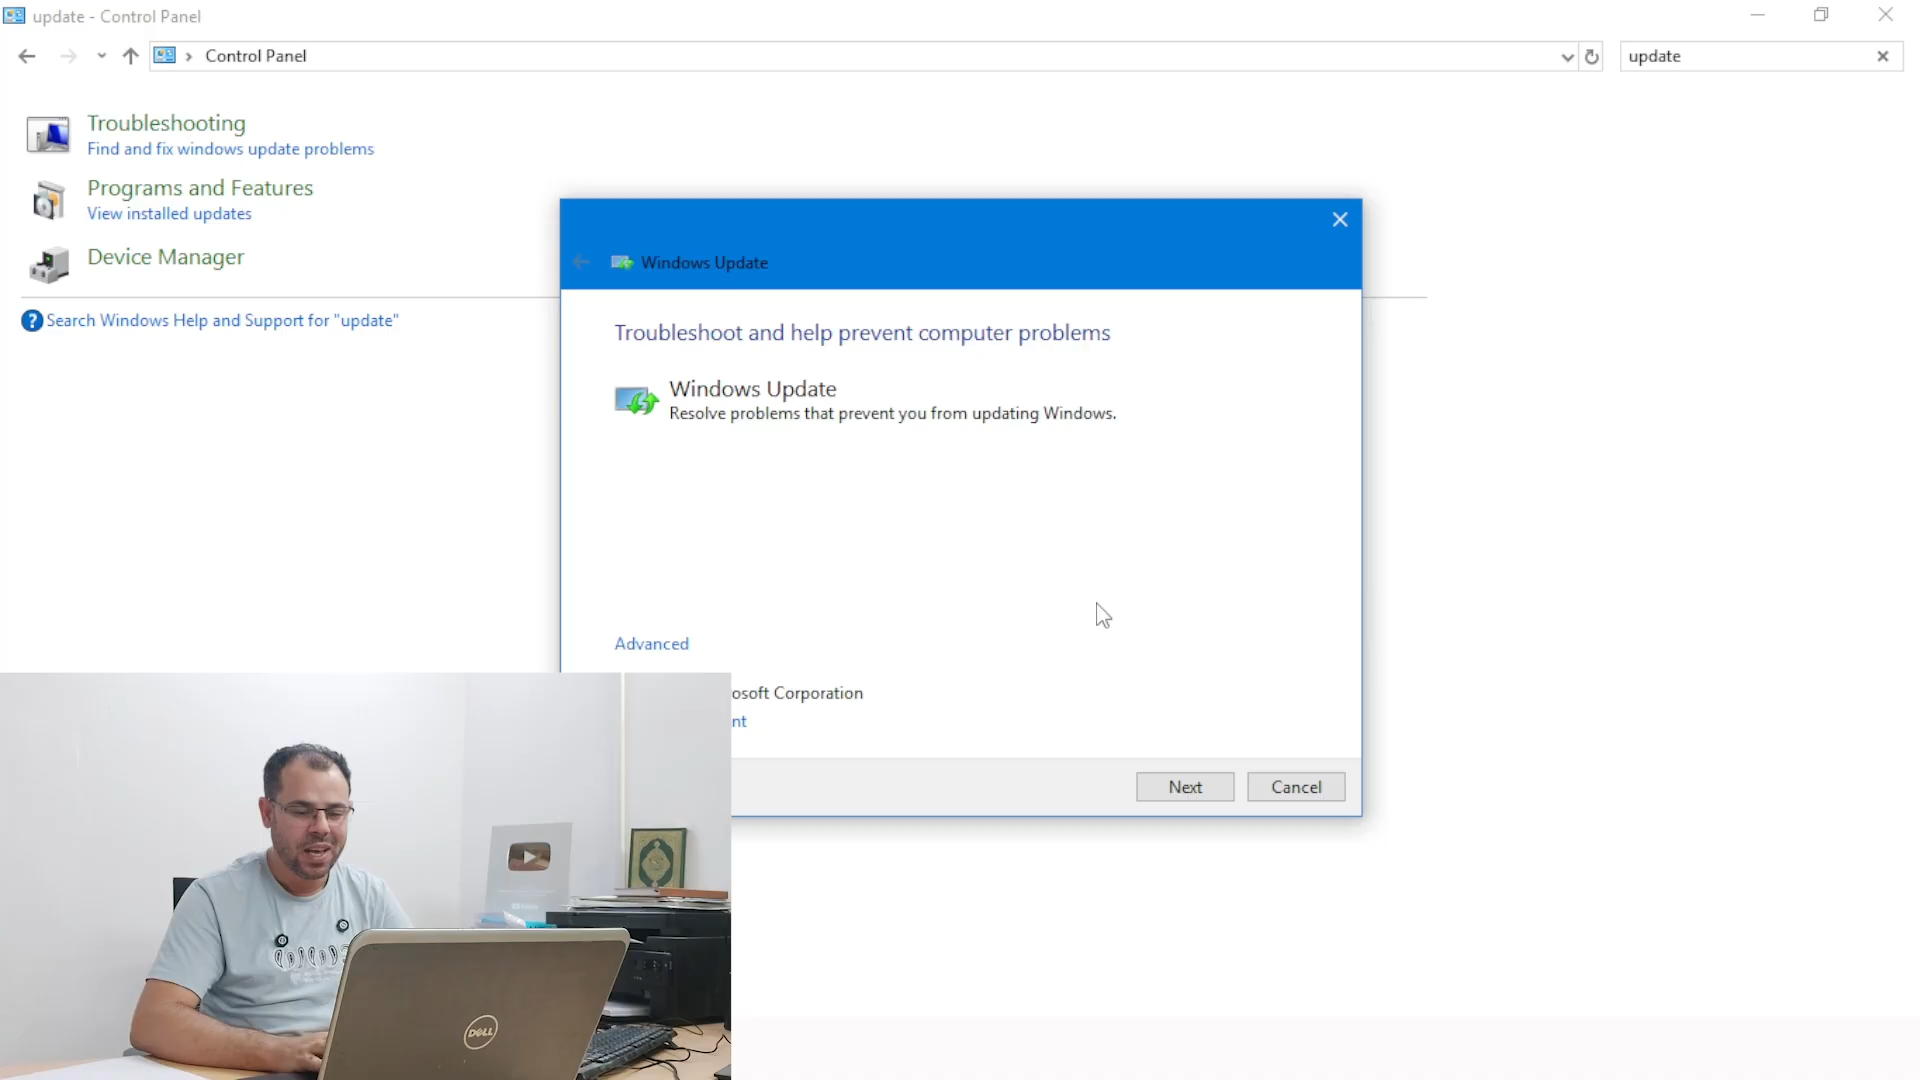 update - Control Panel
Control Panel
update
Troubleshooting
Find and fix windows update problems
Programs and Features
View installed updates
Device Manager
Search Windows Help and Support for "update"
Windows Update
Troubleshoot and help prevent computer problems
Windows Update
Resolve problems that prevent you from updating Windows.
Advanced
osoft Corporation
nt
Next
Cancel
DELL